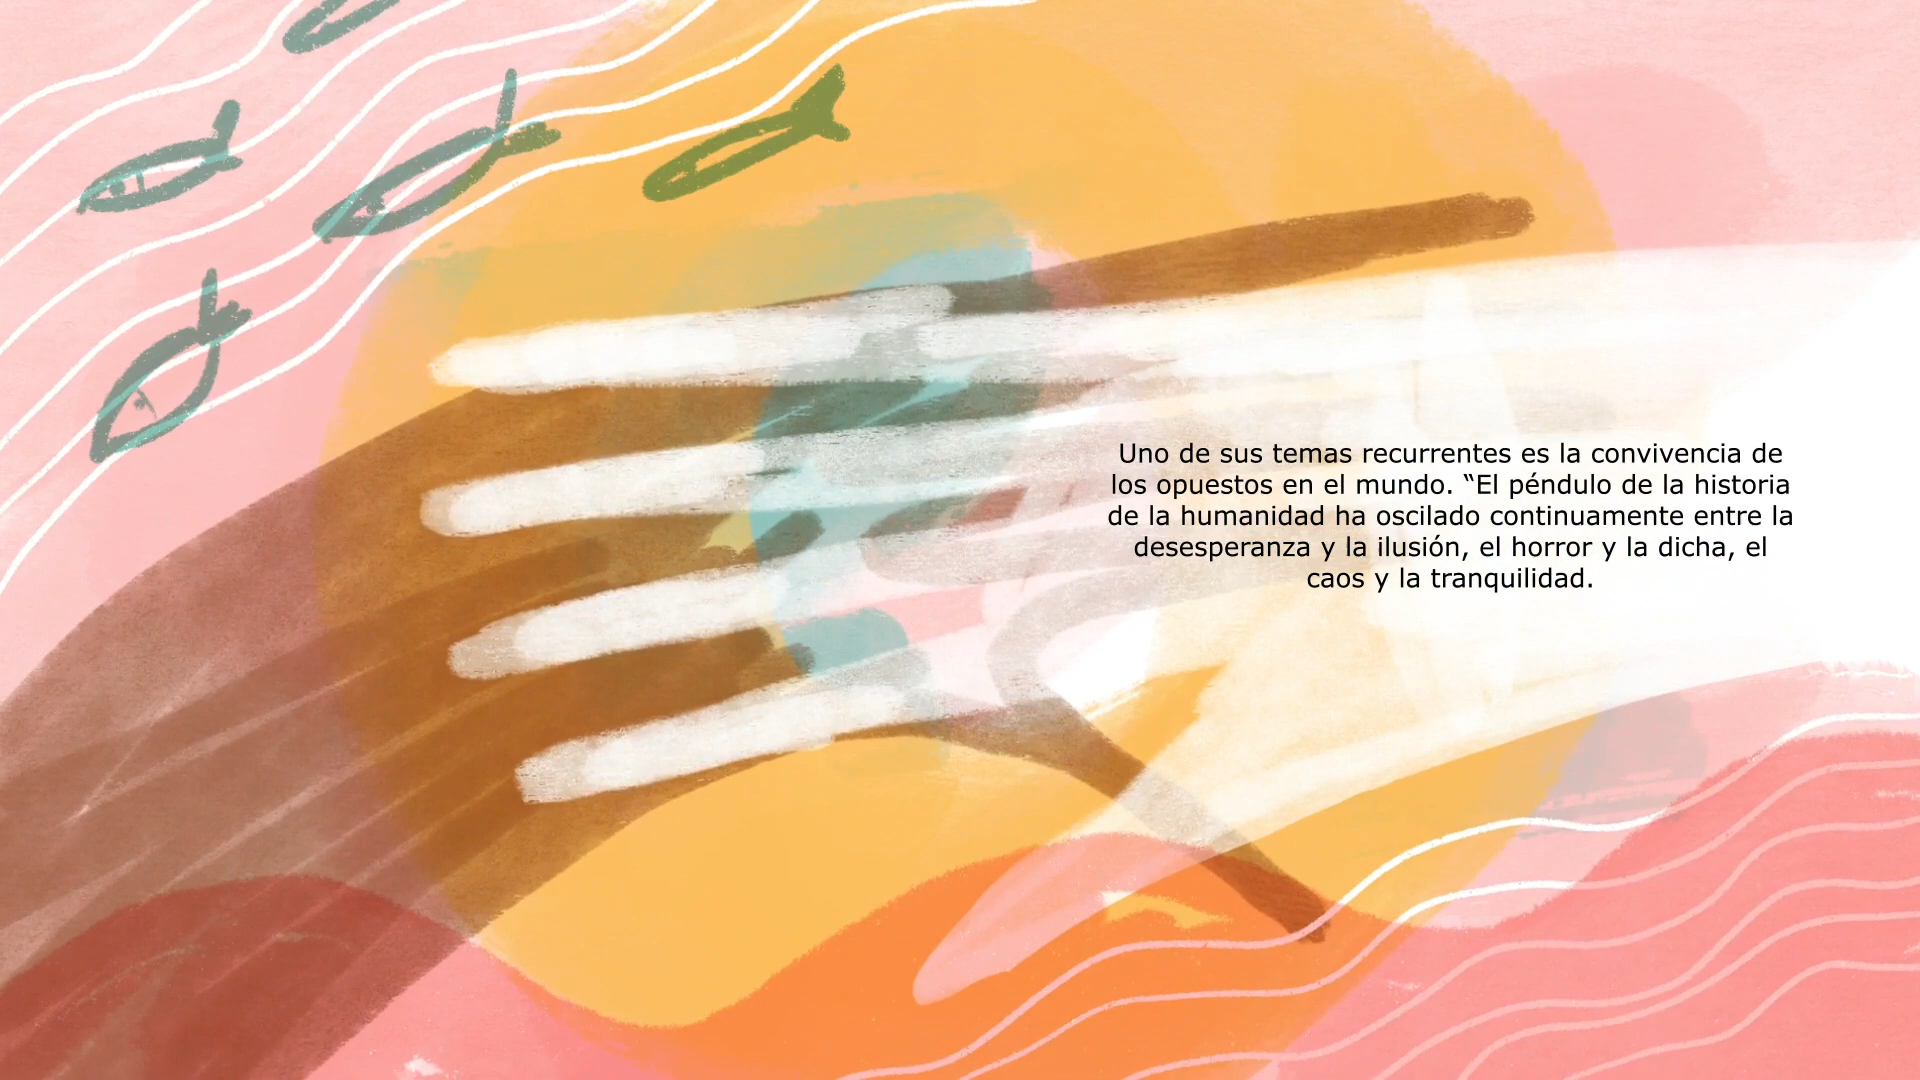 Uno de sus temas recurrentes es la convivencia de
los opuestos en el mundo. “El péndulo de la historia
de la humanidad ha oscilado continuamente entre la
desesperanza y la ilusión, el horror y la dicha, el
caos y la tranquilidad.